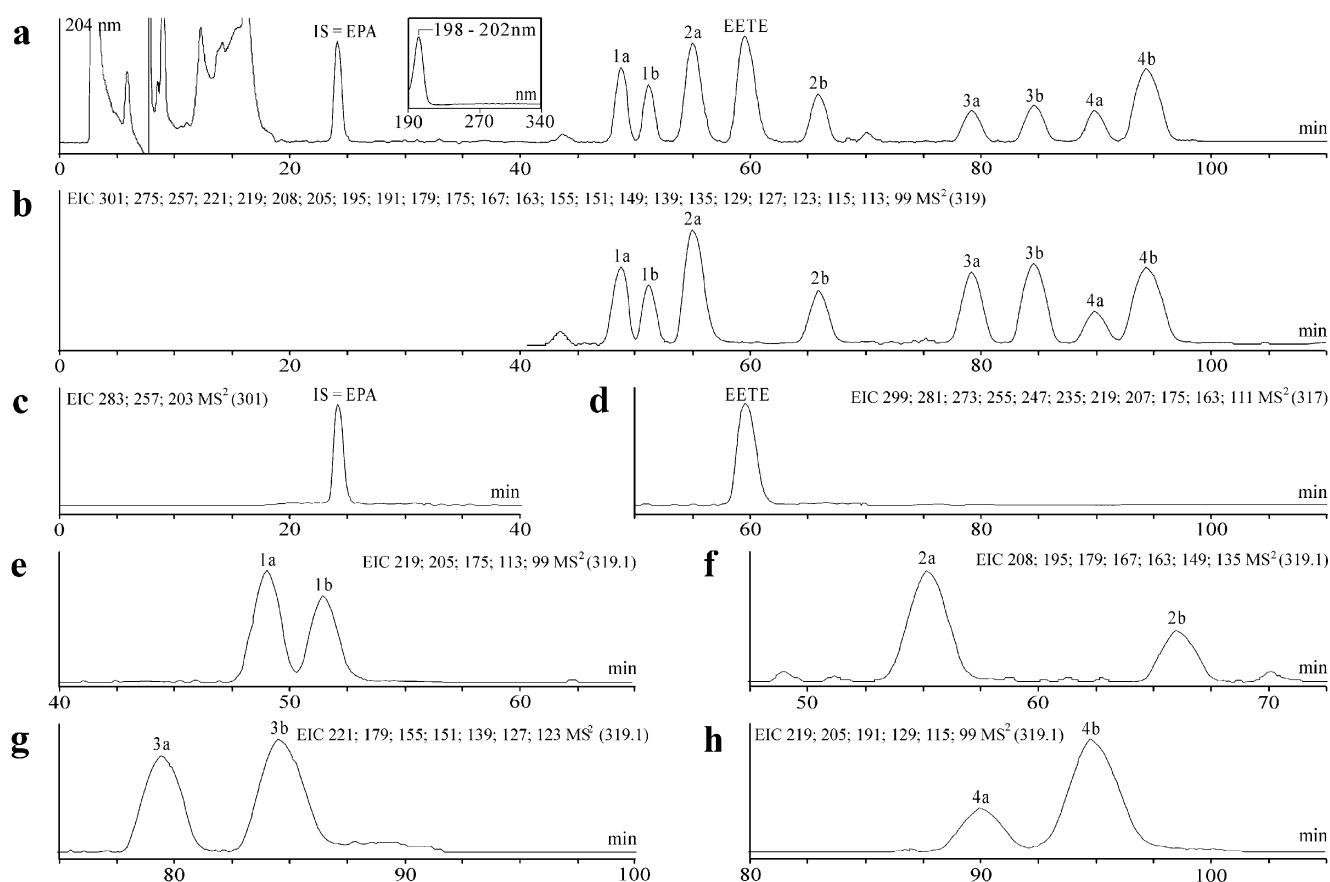 a
204 nm
IS = EPA
198 - 202nm
nm
190 270 340
1a 1b 2a EETE 2b 3a 3b 4a 4b
min
0 20 40 60 80 100
b
EIC 301; 275; 257; 221; 219; 208; 205; 195; 191; 179; 175; 167; 163; 155; 151; 149; 139; 135; 129; 127; 123; 115; 113; 99 MS² (319)
1a 1b 2a 2b 3a 3b 4a 4b
min
0 20 40 60 80 100
c
EIC 283; 257; 203 MS² (301)
IS = EPA
min
0 20 40
d
EETE
EIC 299; 281; 273; 255; 247; 235; 219; 207; 175; 163; 111 MS² (317)
min
60 80 100
e
1a 1b
EIC 219; 205; 175; 113; 99 MS² (319.1)
min
40 50 60
f
2a 2b
EIC 208; 195; 179; 167; 163; 149; 135 MS² (319.1)
min
50 60 70
g
3a 3b
EIC 221; 179; 155; 151; 139; 127; 123 MS² (319.1)
min
80 90 100
h
EIC 219; 205; 191; 129; 115; 99 MS² (319.1)
4a 4b
min
80 90 100